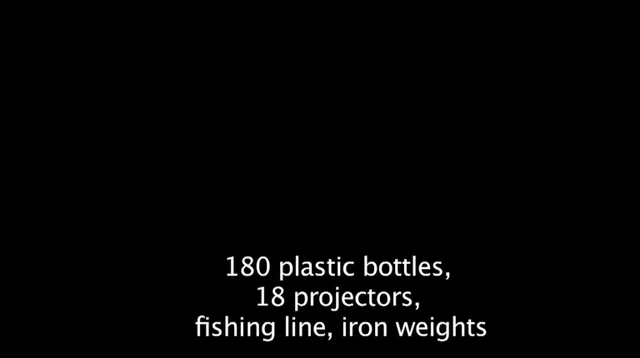 180 plastic bottles,
18 projectors,
fishing line, iron weights